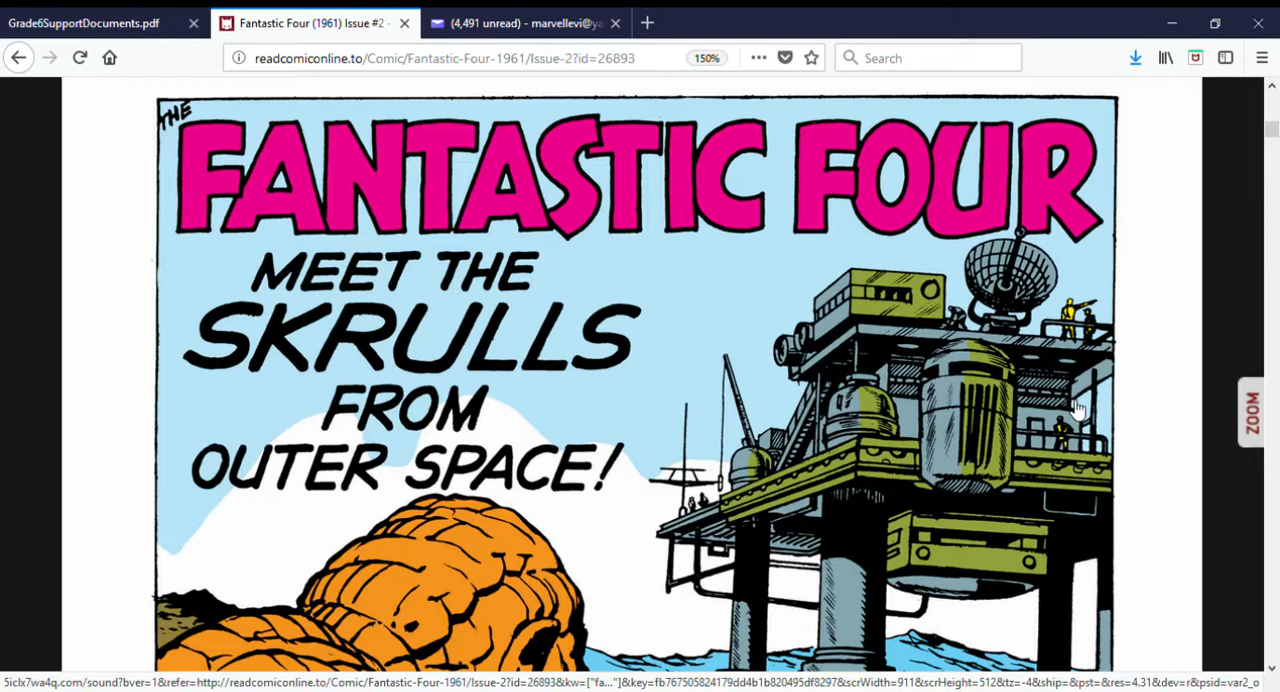 Grade6SupportDocuments.pdf
Fantastic Four (1961) Issue #2 -
(4,491 unread) - marvellevi@ya
readcomiconline.to/Comic/Fantastic-Four-1961/Issue-2?id=26893
150%
Search
THE
FANTASTIC FOUR
MEET THE
SKRULLS
FROM
OUTER SPACE!
ZOOM
5iclx7wa4q.com/sound?bver=1&refer=http://readcomiconline.to/Comic/Fantastic-Four-1961/Issue-2?id=26893&kw=["fa..."]&key=fb767505824179dd4b1b820495df8297&scrWidth=911&scrHeight=512&tz=-4&ship=&pst=&res=4.31&dev=r&psid=var2_o